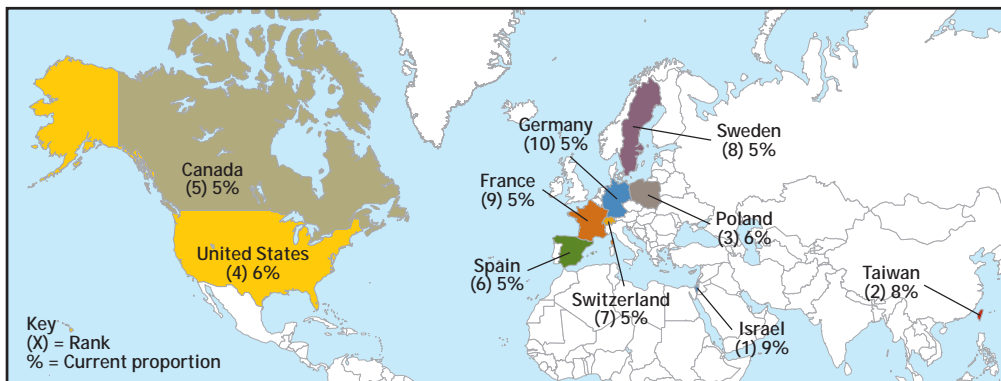 Germany
(10) 5%
Sweden
(8) 5%
Canada
(5) 5%
France
(9) 5%
Poland
(3) 6%
United States
(4) 6%
Spain
(6) 5%
Taiwan
(2) 8%
Switzerland
(7) 5%
Israel
(1) 9%
Key
(X) = Rank
% = Current proportion